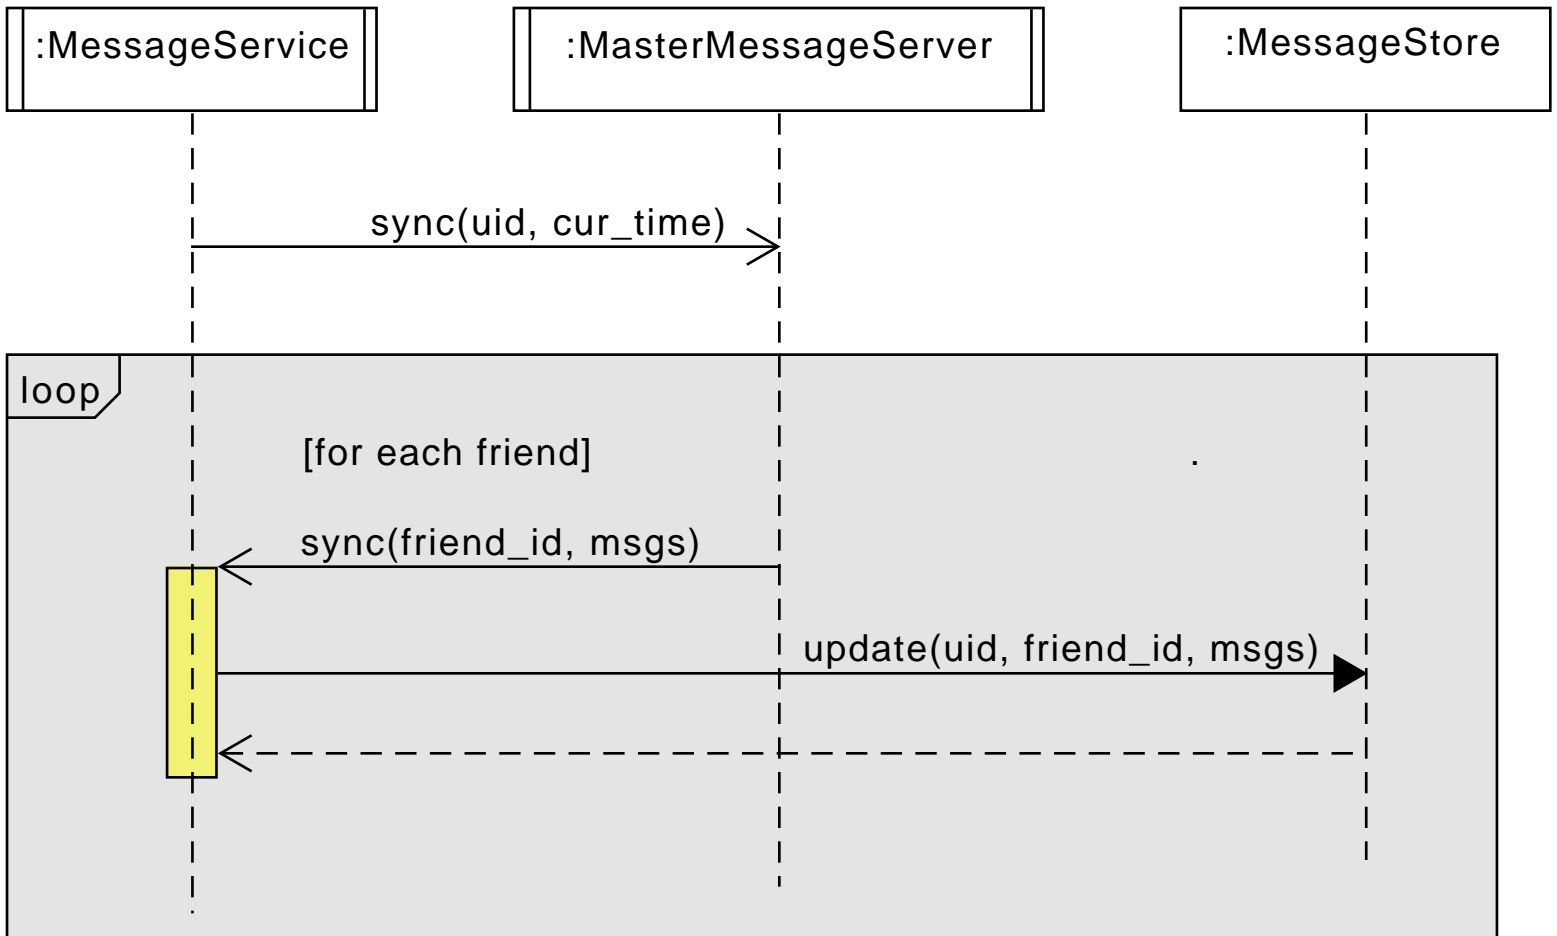 :MessageService
:MasterMessageServer
:MessageStore
sync(uid, cur_time)
loop
[for each friend]
.
sync(friend_id, msgs)
update(uid, friend_id, msgs)